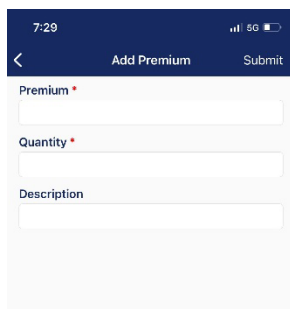 7:29 5G
Add Premium Submit
Premium *
Quantity *
Description